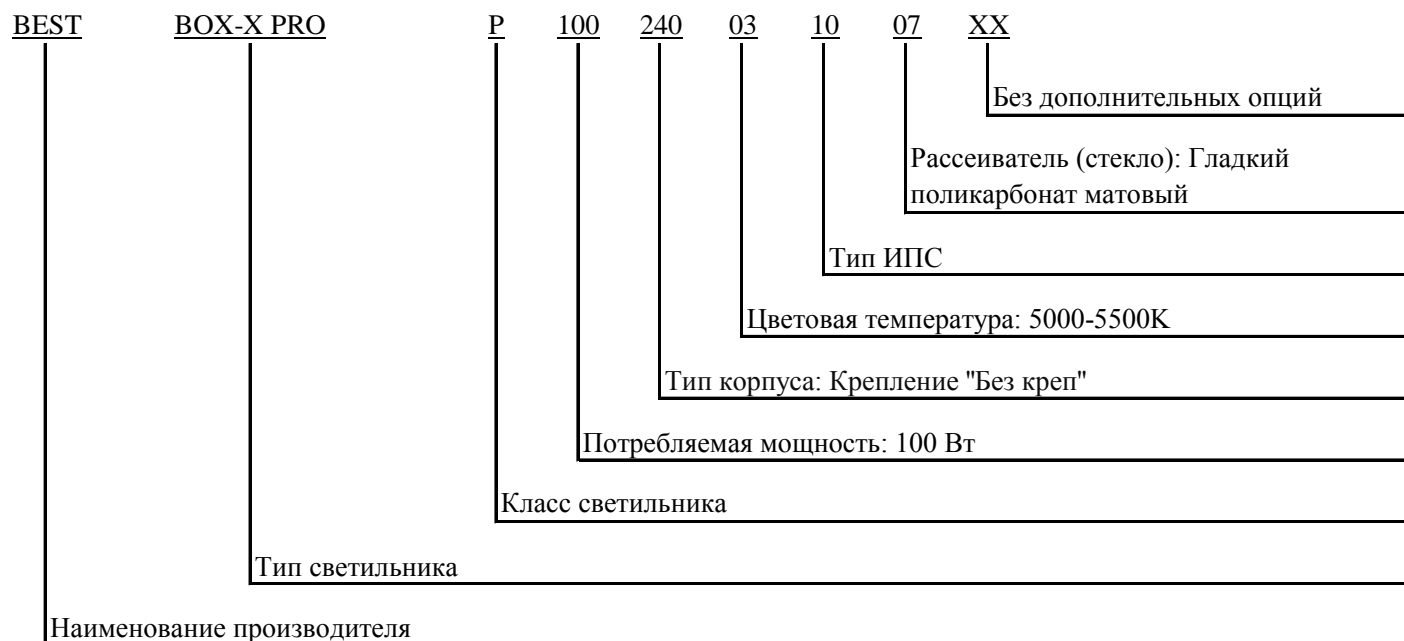 BEST BOX-X PRO P 100 240 03 10 07 XX
Без дополнительных опций
Рассеиватель (стекло): Гладкий
поликарбонат матовый
Тип ИПС
Цветовая температура: 5000-5500K
Тип корпуса: Крепление "Без креп"
Потребляемая мощность: 100 Вт
Класс светильника
Тип светильника
Наименование производителя